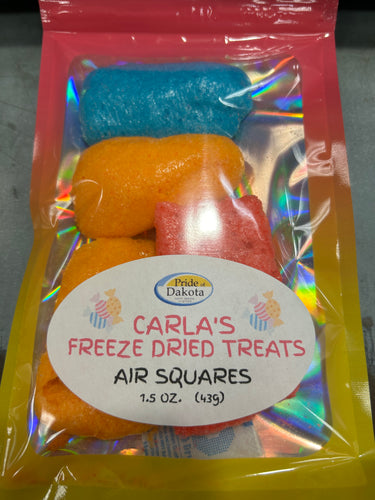 Pride of
Dakota
CARLA'S
FREEZE DRIED TREATS
AIR SQUARES
1.5 OZ. (43g)